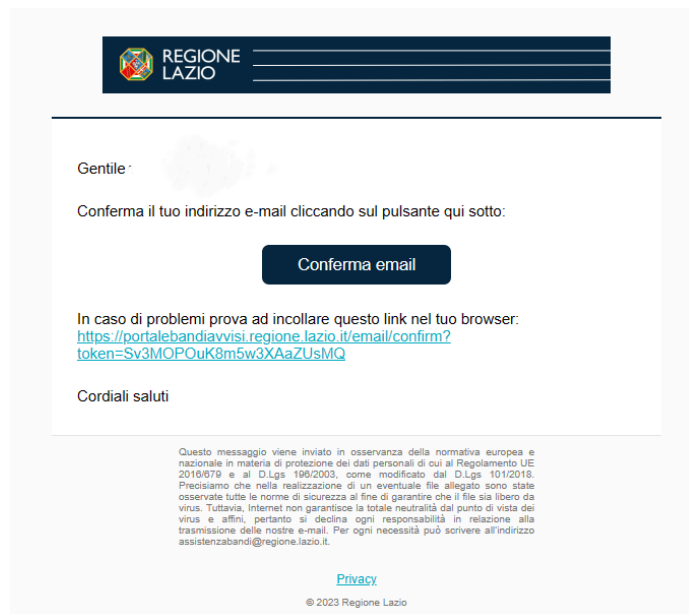 REGIONE
LAZIO
Gentile
Conferma il tuo indirizzo e-mail cliccando sul pulsante qui sotto:
Conferma email
In caso di problemi prova ad incollare questo link nel tuo browser:
https://portalebandiavvisi.regione.lazio.it/email/confirm?
token=Sv3MOPOuK8m5w3XAaZUsMQ
Cordiali saluti
Questo messaggio viene inviato in osservanza della normativa europea e
nazionale in materia di protezione dei dati personali di cui al Regolamento UE
2016/679 e al D.Lgs 196/2003, come modificato dal D.Lgs 101/2018.
Precisiamo che nella realizzazione di un eventuale file allegato sono state
osservate tutte le norme di sicurezza al fine di garantire che il file sia libero da
virus. Tuttavia, Internet non garantisce la totale neutralità dal punto di vista dei
virus e affini, pertanto si declina ogni responsabilità in relazione alla
trasmissione delle nostre e-mail. Per ogni necessità può scrivere all'indirizzo
assistenzabandi@regione.lazio.it.
Privacy
© 2023 Regione Lazio